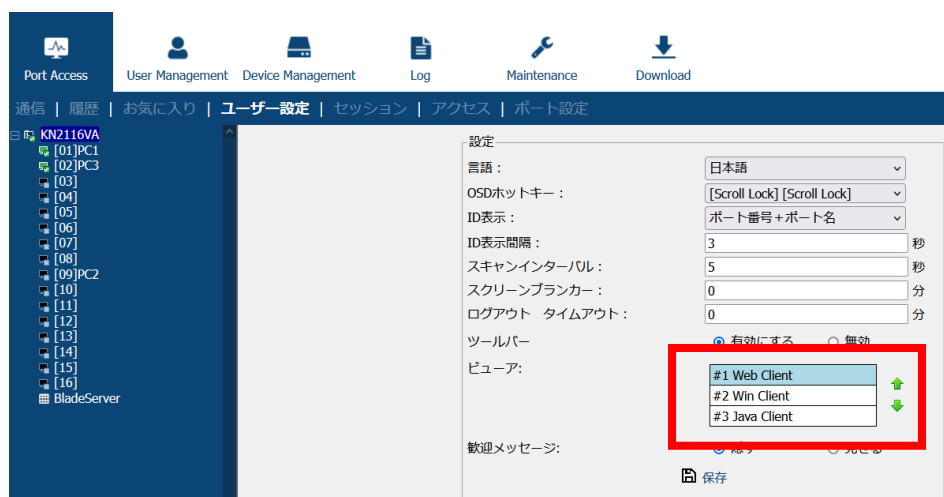 Port Access
User Management
Device Management
Log
Maintenance
Download
通信 | 履歴 | お気に入り | ユーザー設定 | セッション | アクセス | ポート設定
KN2116VA
[01]PC1
[02]PC3
[03]
[04]
[05]
[06]
[07]
[08]
[09]PC2
[10]
[11]
[12]
[13]
[14]
[15]
[16]
BladeServer
設定
言語: 日本語
OSDホットキー: [Scroll Lock] [Scroll Lock]
ID表示: ポート番号+ポート名
ID表示間隔: 3 秒
スキャンインターバル: 5 秒
スクリーンブランカー: 0 分
ログアウト タイムアウト: 0 分
ツールバー 有効にする 無効
ビューア:
#1 Web Client
#2 Win Client
#3 Java Client
歓迎メッセージ:
保存